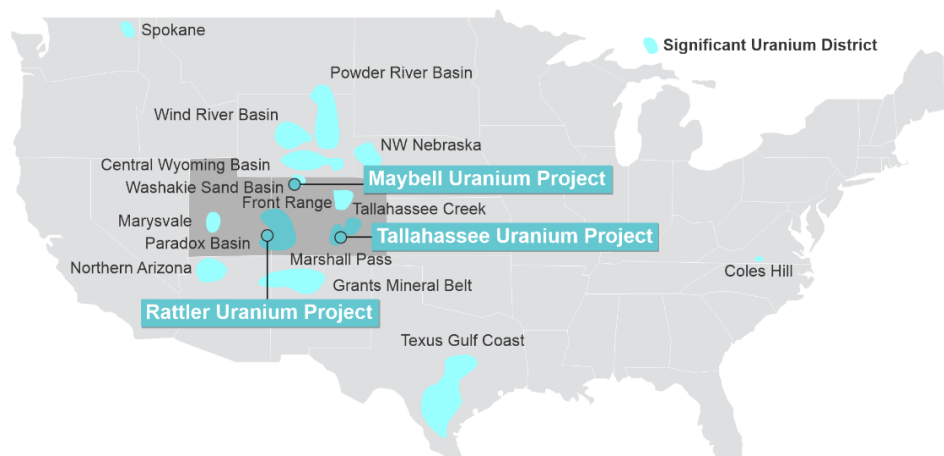 Spokane
Significant Uranium District
Powder River Basin
Wind River Basin
NW Nebraska
Central Wyoming Basin
Maybell Uranium Project
Washakie Sand Basin
Front Range
Tallahassee Creek
Marysvale
Tallahassee Uranium Project
Paradox Basin
Marshall Pass
Northern Arizona
Coles Hill
Grants Mineral Belt
Rattler Uranium Project
Texus Gulf Coast